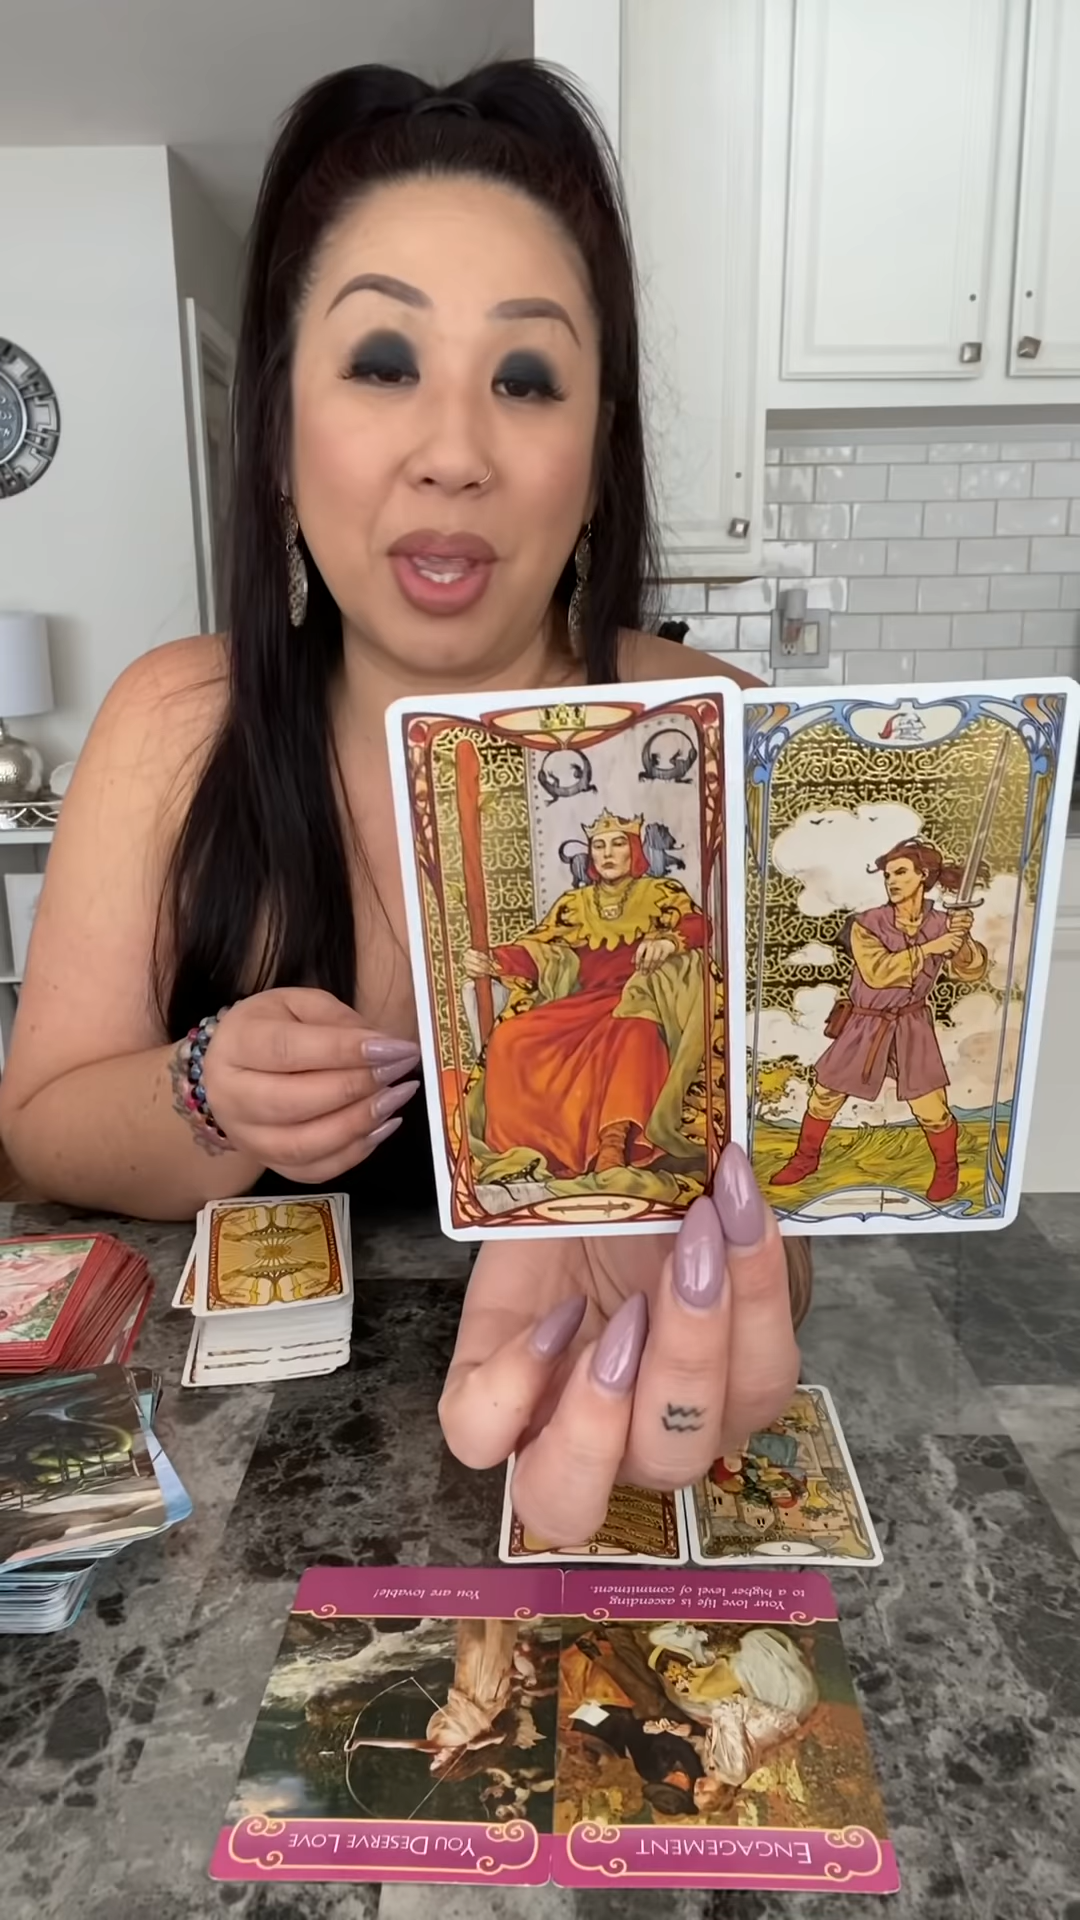 You are lovable!
Your love life is ascending
to a higher level of commitment.
YOU DESERVE LOVE
ENGAGEMENT